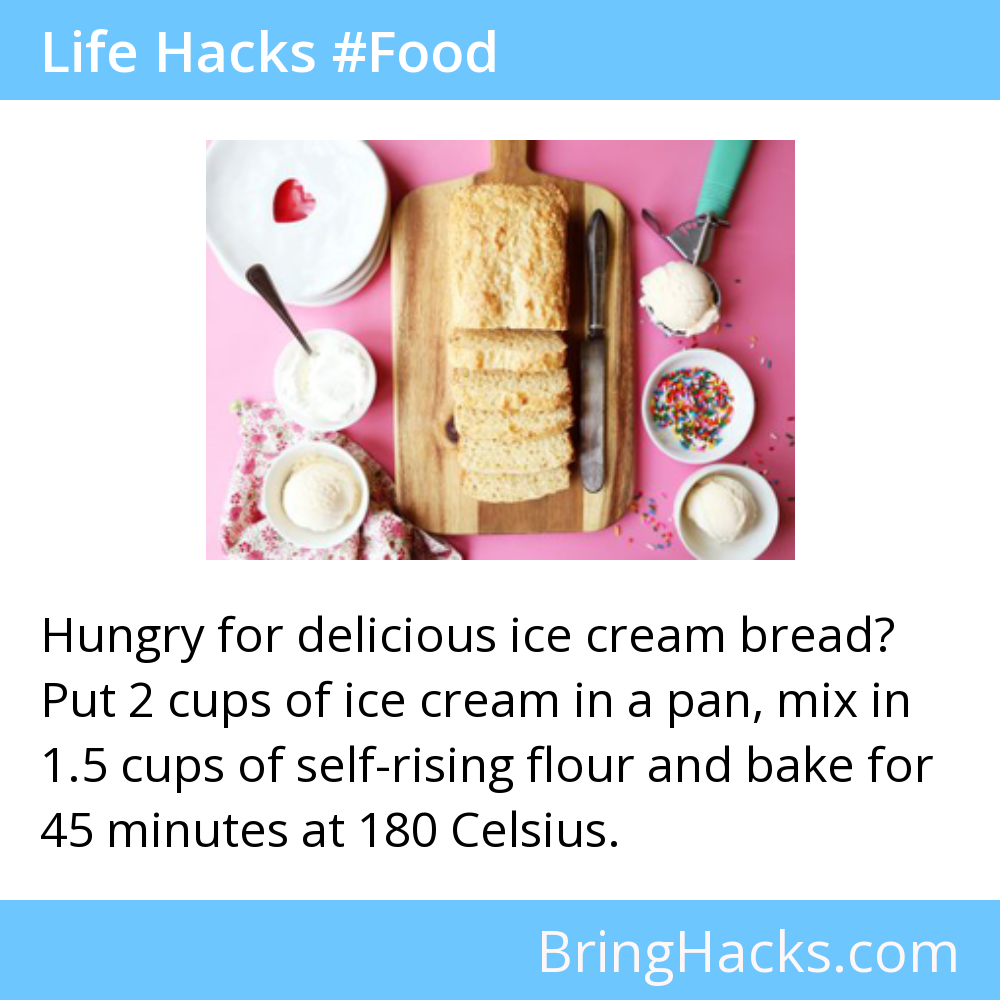 Life Hacks #Food
Hungry for delicious ice cream bread?
Put 2 cups of ice cream in a pan, mix in
1.5 cups of self-rising flour and bake for
45 minutes at 180 Celsius.
BringHacks.com